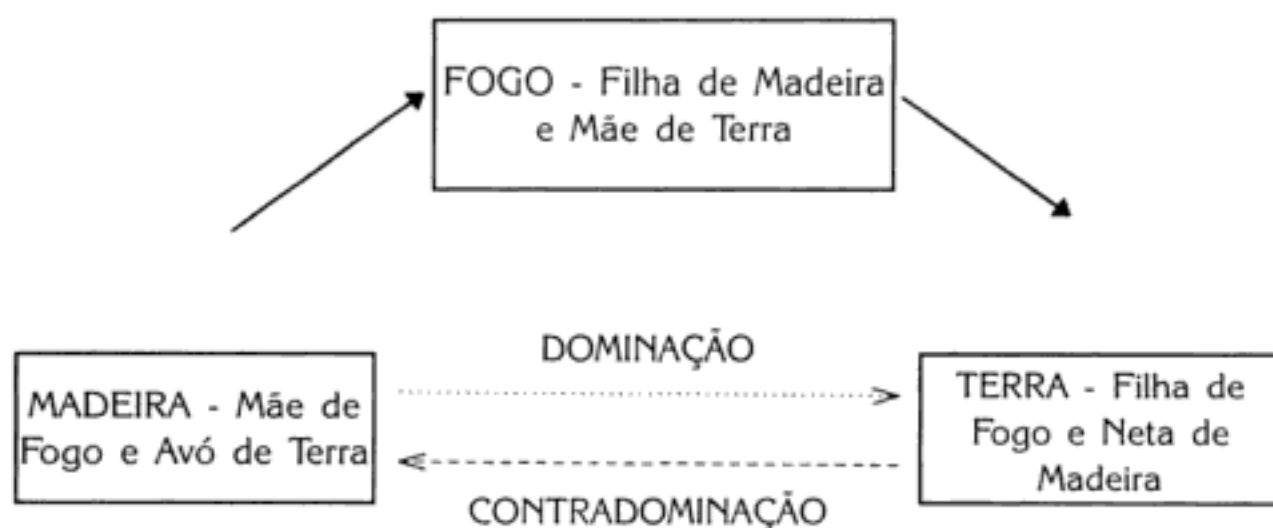 FOGO - Filha de Madeira
e Mãe de Terra
DOMINAÇÃO
MADEIRA - Mãe de
Fogo e Avó de Terra
TERRA - Filha de
Fogo e Neta de
Madeira
CONTRADOMINAÇÃO